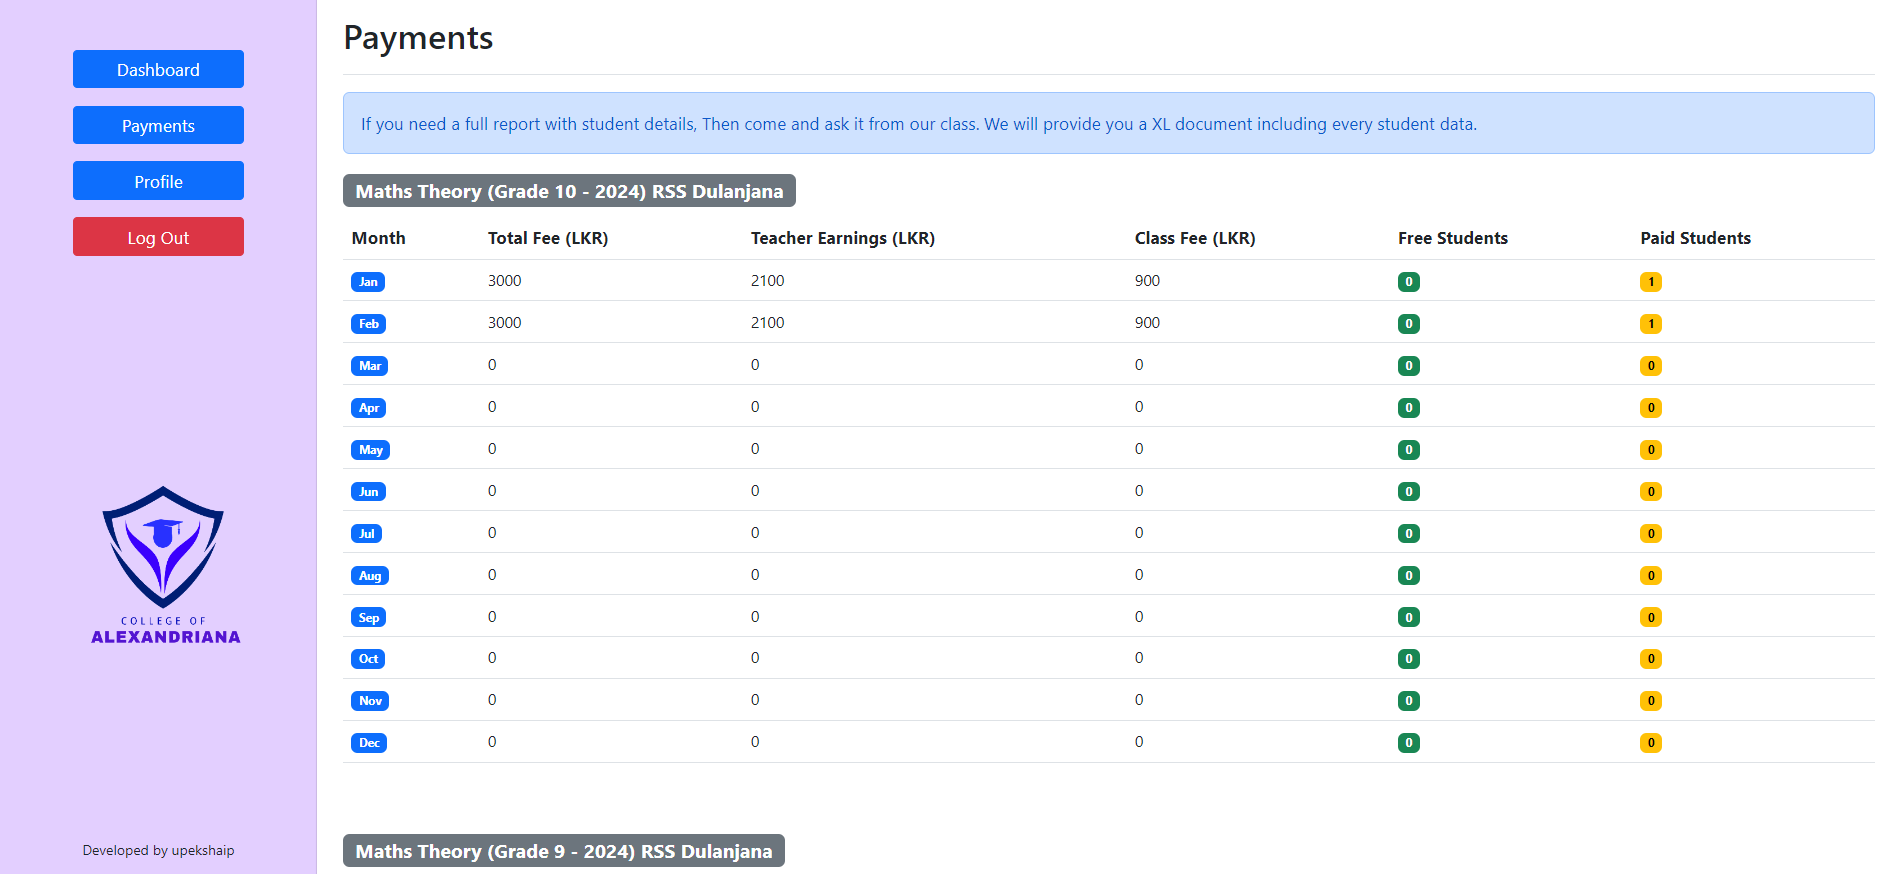 Dashboard
Payments
Profile
Log Out
COLLEGE OF
ALEXANDRIANA
Developed by upekshaip
Payments
If you need a full report with student details, Then come and ask it from our class. We will provide you a XL document including every student data.
Maths Theory (Grade 10 - 2024) RSS Dulanjana
Month Total Fee (LKR) Teacher Earnings (LKR) Class Fee (LKR) Free Students Paid Students
Jan 3000 2100 900 0 1
Feb 3000 2100 900 0 1
Mar 0 0 0 0 0
Apr 0 0 0 0 0
May 0 0 0 0 0
Jun 0 0 0 0 0
Jul 0 0 0 0 0
Aug 0 0 0 0 0
Sep 0 0 0 0 0
Oct 0 0 0 0 0
Nov 0 0 0 0 0
Dec 0 0 0 0 0
Maths Theory (Grade 9 - 2024) RSS Dulanjana